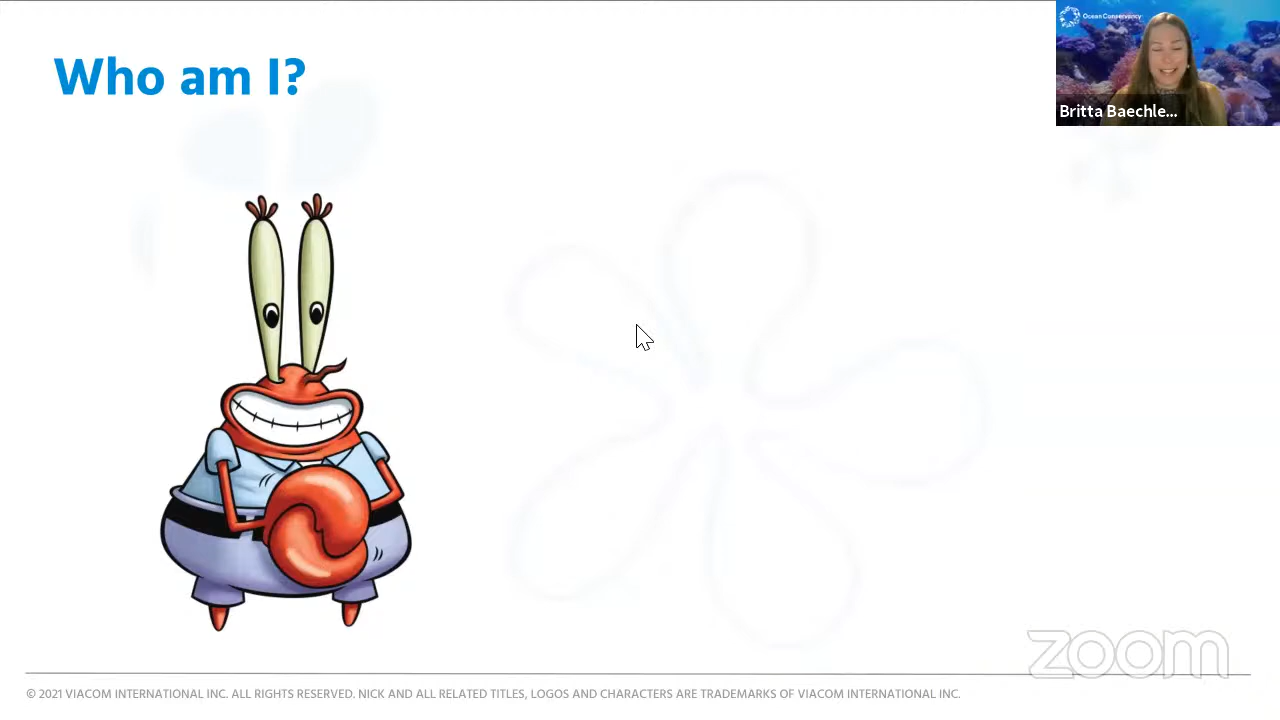 Who am I?
Ocean Conservancy
Britta Baechle...
zoom
© 2021 VIACOM INTERNATIONAL INC. ALL RIGHTS RESERVED. NICK AND ALL RELATED TITLES, LOGOS AND CHARACTERS ARE TRADEMARKS OF VIACOM INTERNATIONAL INC.